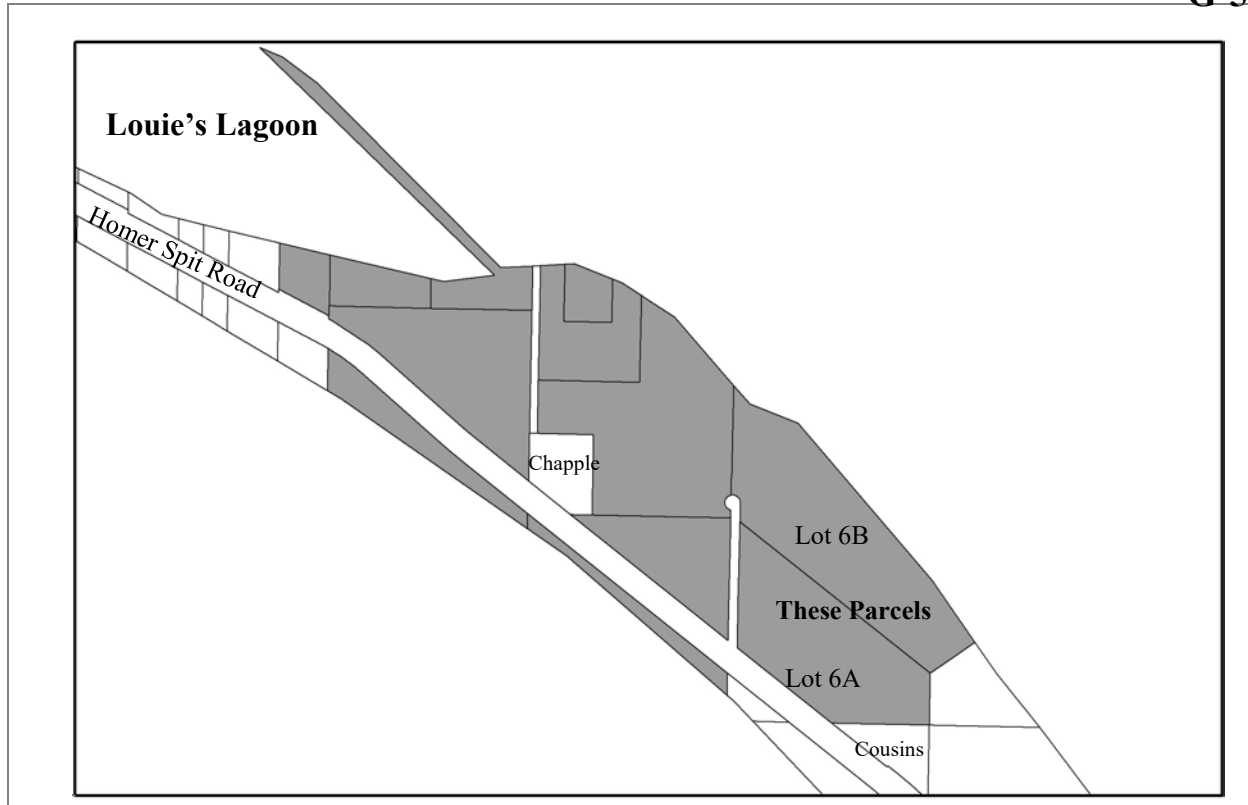 Louie’s Lagoon
Homer Spit Road
Chapple
Lot 6B
These Parcels
Lot 6A
Cousins